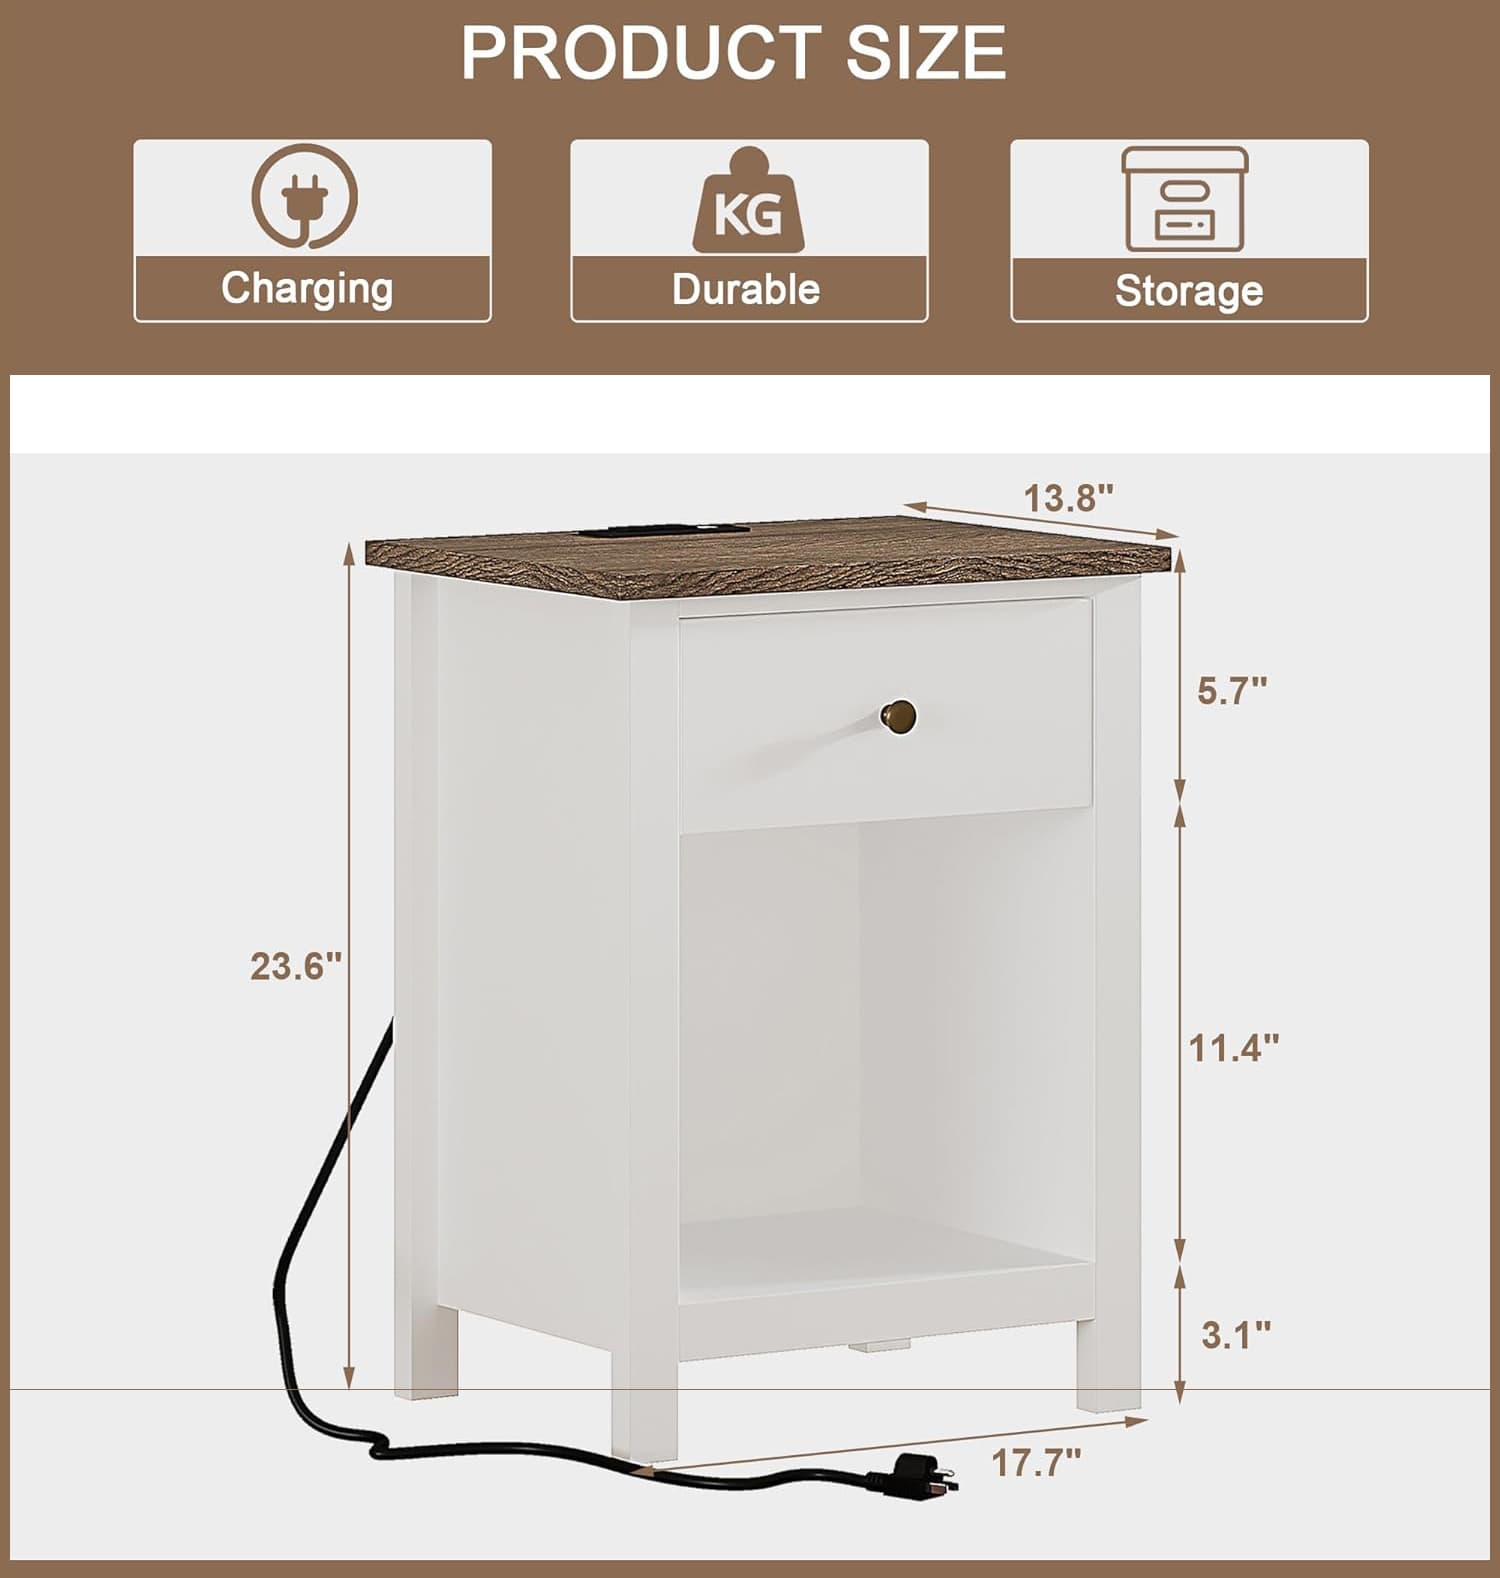 PRODUCT SIZE
KG
Charging
Durable
Storage
13.8"
5.7"
23.6"
11.4"
3.1"
17.7"